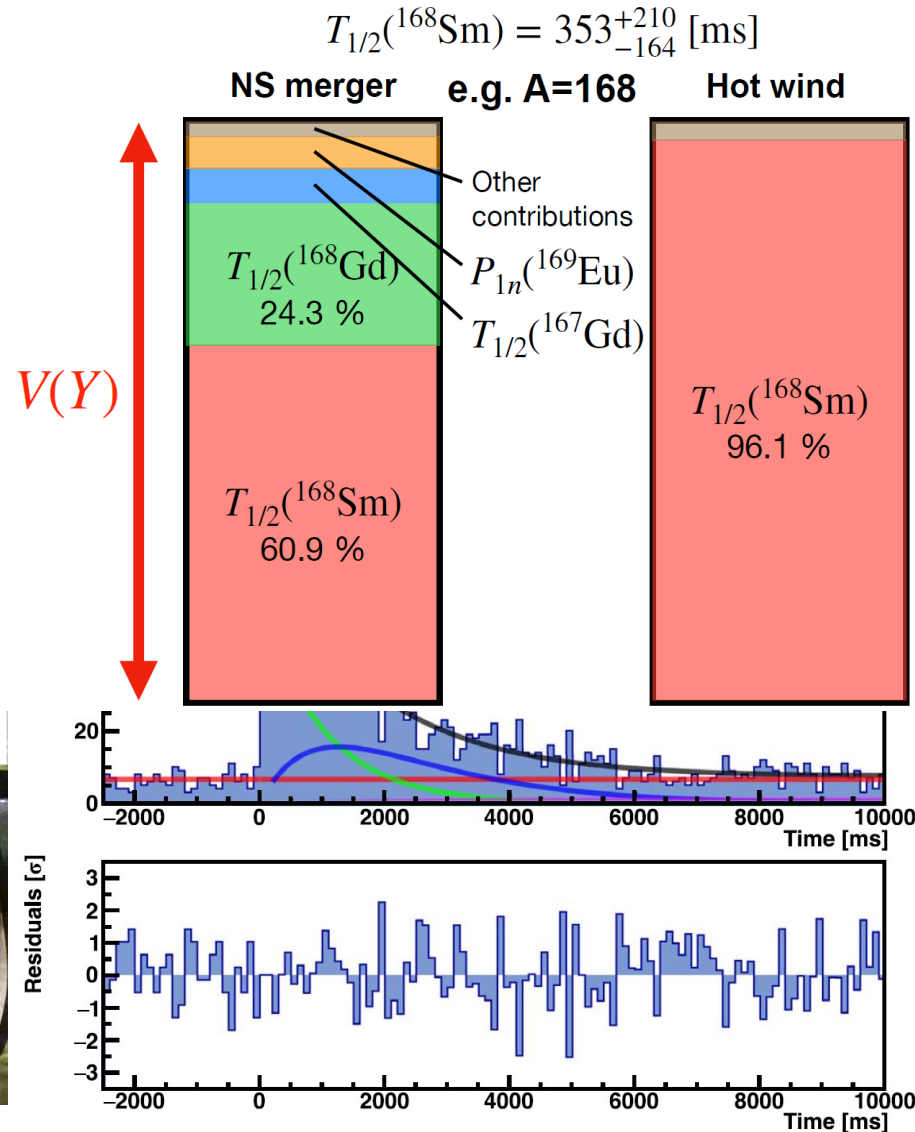 T1/2(168Sm) = 353 +210 −164 [ms]
NS merger e.g. A=168 Hot wind
Other
contributions
P1n(169Eu)
T1/2(167Gd)
T1/2(168Gd)
24.3 %
V(Y)
T1/2(168Sm)
60.9 %
T1/2(168Sm)
96.1 %
20
10
0
−2000 0 2000 4000 6000 8000 10000
Time [ms]
Residuals [σ]
3
2
1
0
−1
−2
−3
−2000 0 2000 4000 6000 8000 10000
Time [ms]